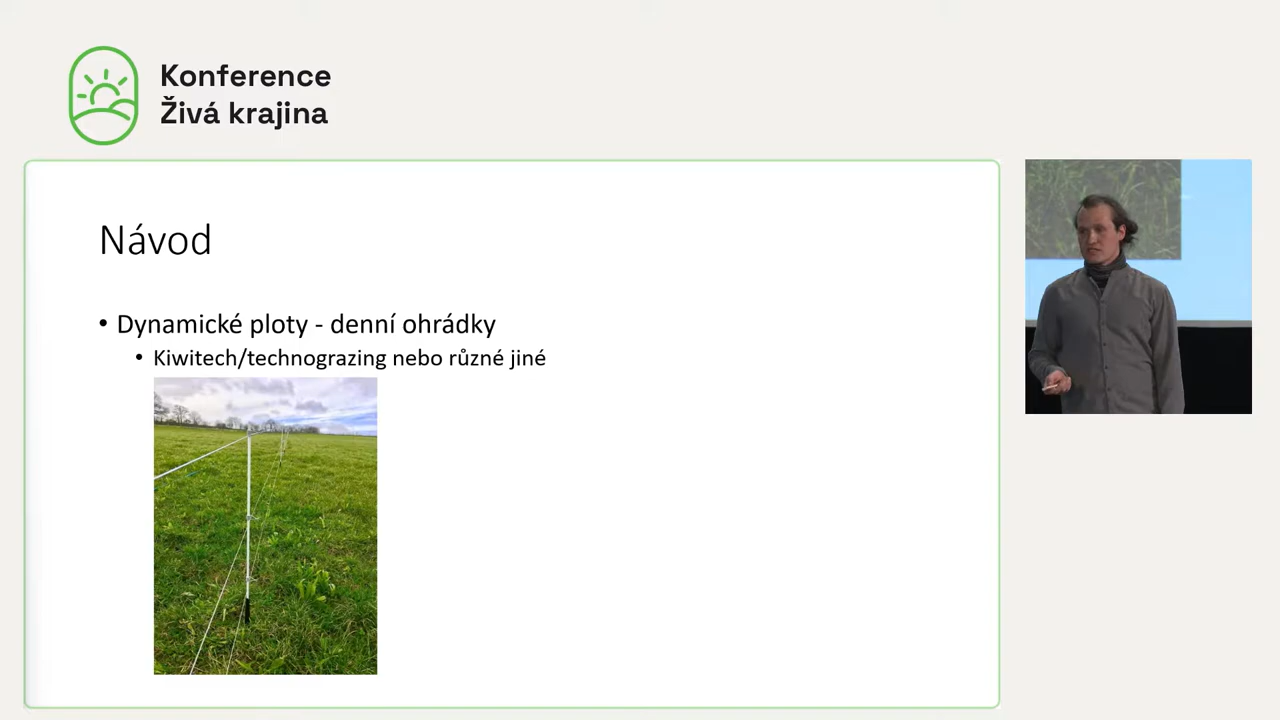 Konference
Živá krajina
Návod
• Dynamické ploty - denní ohrádky
• Kiwitech/technograzing nebo různé jiné